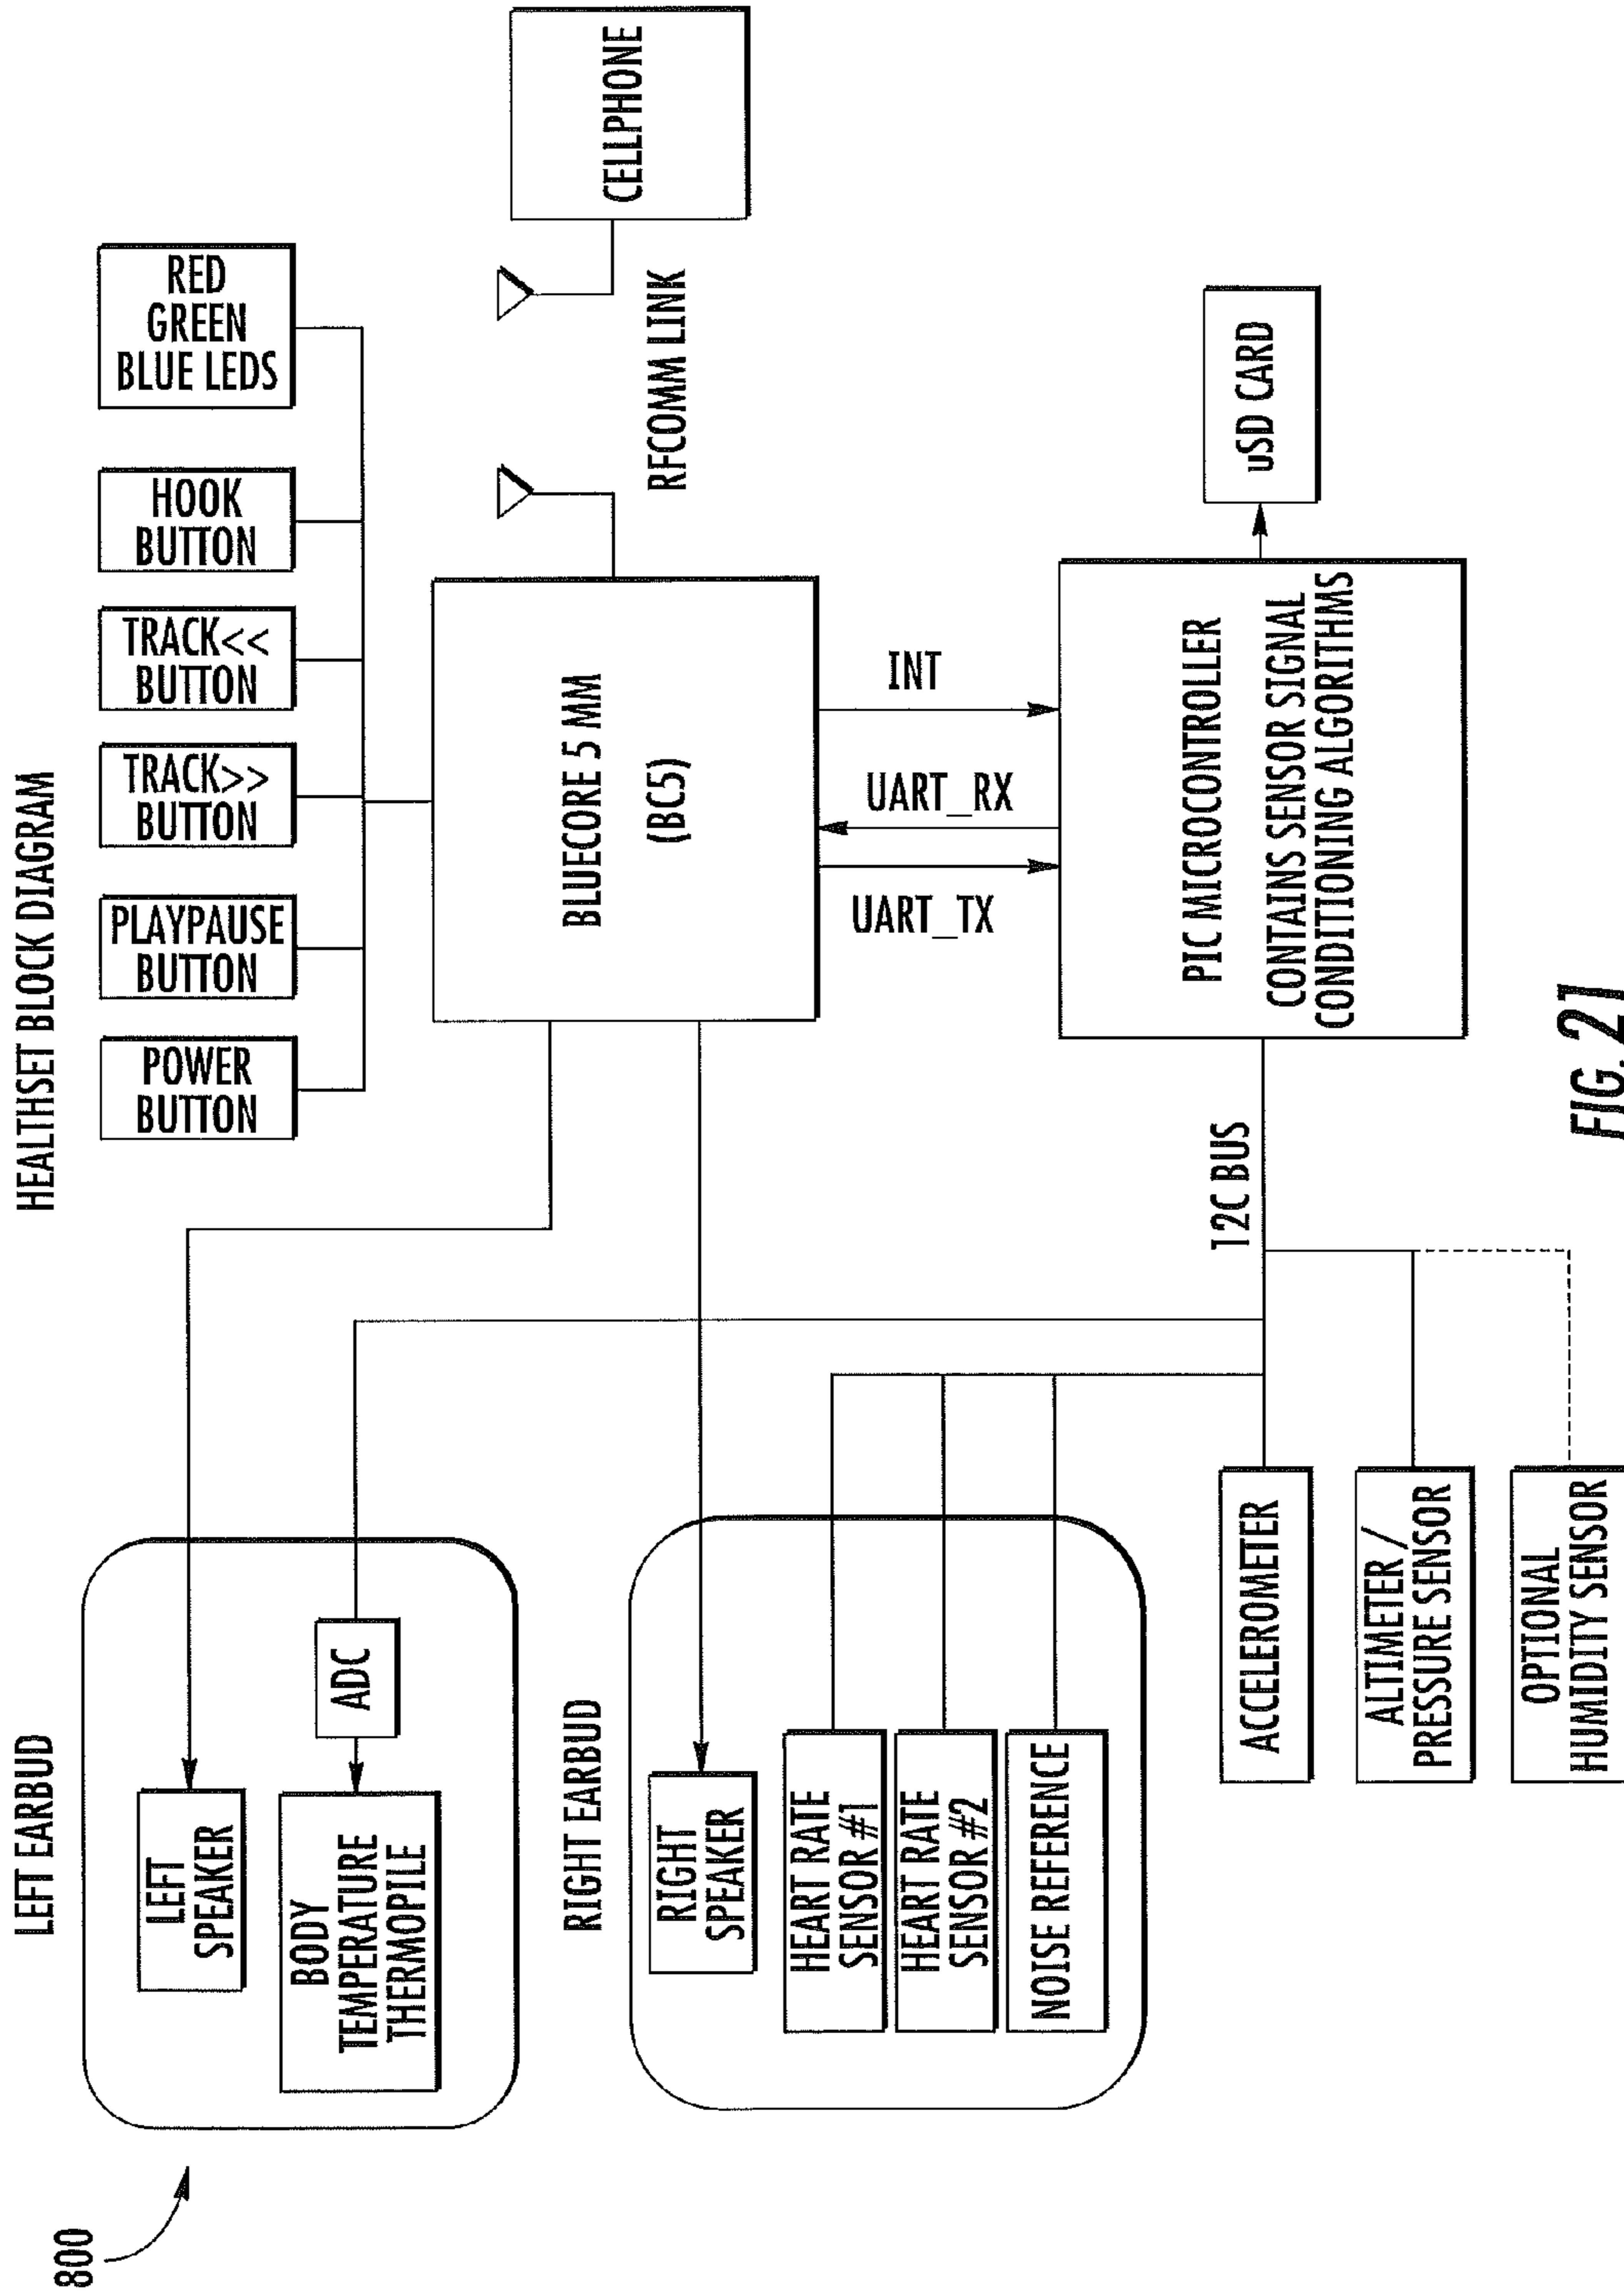 HEALTHSET BLOCK DIAGRAM
800
LEFT EARBUD
LEFT
SPEAKER
BODY
TEMPERATURE
THERMOPILE
ADC
POWER
BUTTON
PLAYPAUSE
BUTTON
TRACK>>
BUTTON
TRACK<<
BUTTON
HOOK
BUTTON
RED
GREEN
BLUE LEDS
RIGHT EARBUD
RIGHT
SPEAKER
HEART RATE
SENSOR #1
HEART RATE
SENSOR #2
NOISE REFERENCE
BLUECORE 5 MM
(BC5)
RFCOMM LINK
CELLPHONE
UART_TX
UART_RX
INT
PIC MICROCONTROLLER
CONTAINS SENSOR SIGNAL
CONDITIONING ALGORITHMS
uSD CARD
12C BUS
ACCELEROMETER
ALTIMETER /
PRESSURE SENSOR
OPTIONAL
HUMIDITY SENSOR
FIG. 21